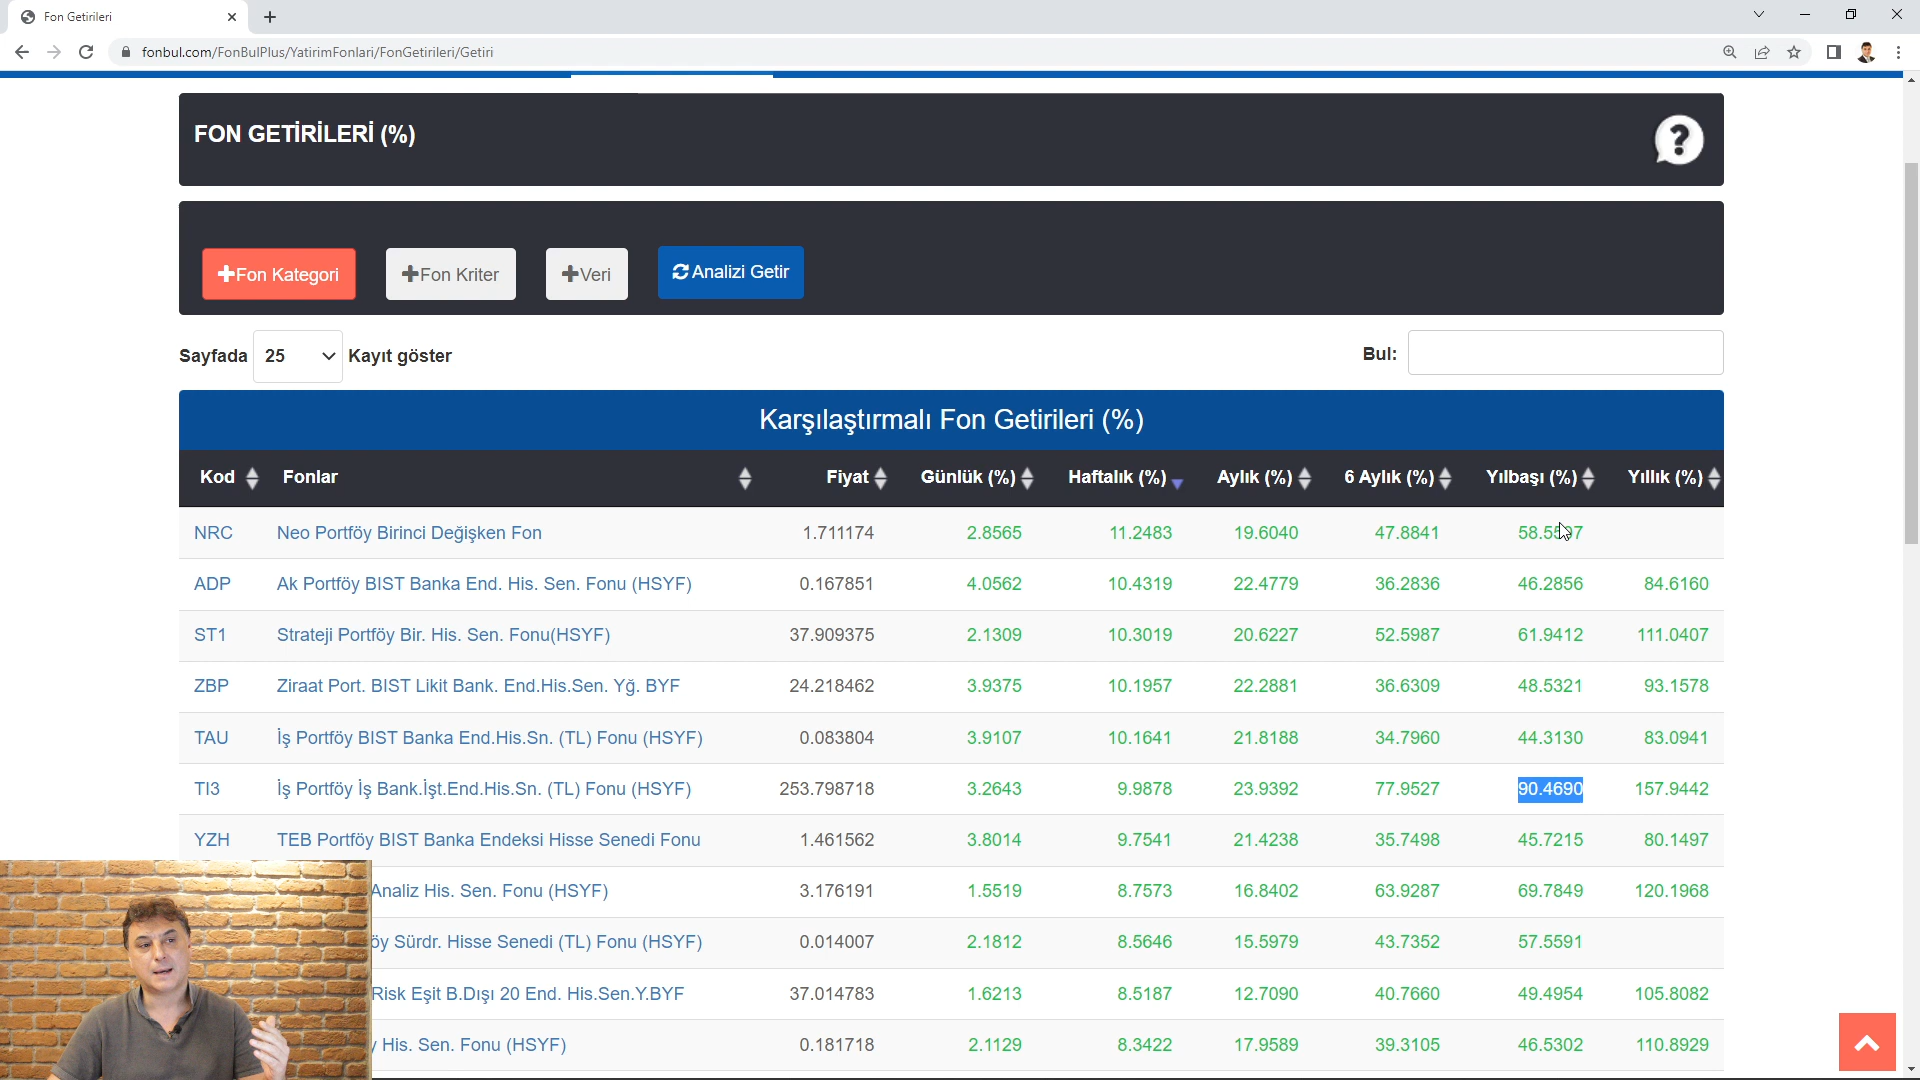 Fon Getirileri
fonbul.com/FonBulPlus/YatirimFonlari/FonGetirileri/Getiri
FON GETİRİLERİ (%)
?
Fon Kategori Fon Kriter Veri Analizi Getir
Sayfada 25 Kayıt göster Bul:
Karşılaştırmalı Fon Getirileri (%)
Kod Fonlar Fiyat Günlük (%) Haftalık (%) Aylık (%) 6 Aylık (%) Yılbaşı (%) Yıllık (%)
NRC Neo Portföy Birinci Değişken Fon 1.711174 2.8565 11.2483 19.6040 47.8841
ADP Ak Portföy BIST Banka End. His. Sen. Fonu (HSYF) 0.167851 4.0562 10.4319 22.4779 36.2836 46.2856 84.6160
ST1 Strateji Portföy Bir. His. Sen. Fonu(HSYF) 37.909375 2.1309 10.3019 20.6227 52.5987 61.9412 111.0407
ZBP Ziraat Port. BIST Likit Bank. End.His.Sen. Yğ. BYF 24.218462 3.9375 10.1957 22.2881 36.6309 48.5321 93.1578
TAU İş Portföy BIST Banka End.His.Sn. (TL) Fonu (HSYF) 0.083804 3.9107 10.1641 21.8188 34.7960 44.3130 83.0941
TI3 İş Portföy İş Bank.İşt.End.His.Sn. (TL) Fonu (HSYF) 253.798718 3.2643 9.9878 23.9392 77.9527 90.4690 157.9442
YZH TEB Portföy BIST Banka Endeksi Hisse Senedi Fonu 1.461562 3.8014 9.7541 21.4238 35.7498 45.7215 80.1497
Analiz His. Sen. Fonu (HSYF) 3.176191 1.5519 8.7573 16.8402 63.9287 69.7849 120.1968
öy Sürdr. Hisse Senedi (TL) Fonu (HSYF) 0.014007 2.1812 8.5646 15.5979 43.7352 57.5591
Risk Eşit B.Dışı 20 End. His.Sen.Y.BYF 37.014783 1.6213 8.5187 12.7090 40.7660 49.4954 105.8082
His. Sen. Fonu (HSYF) 0.181718 2.1129 8.3422 17.9589 39.3105 46.5302 110.8929